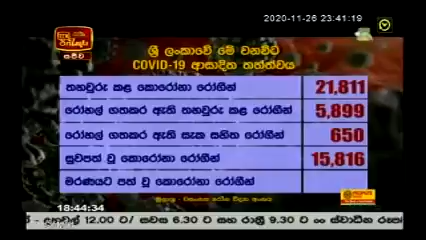 2020-11-26 23:41:19
ශ්‍රී ලංකාවේ මේ වනවිට
COVID-19 ආසාදිත තත්ත්වය
තහවුරු කළ කොරෝනා රෝගීන් 21,811
රෝහල් ගතකර ඇති තහවුරු කළ රෝගීන් 5,899
රෝහල් ගතකර ඇති සැක සහිත රෝගීන් 650
සුවපත් වූ කොරෝනා රෝගීන් 15,816
මරණයට පත් වූ කොරෝනා රෝගීන්
18:44:34
- දහවල් 12.00 ට/ සවස 6.30 ට සහ රාත්‍රී 9.30 ට